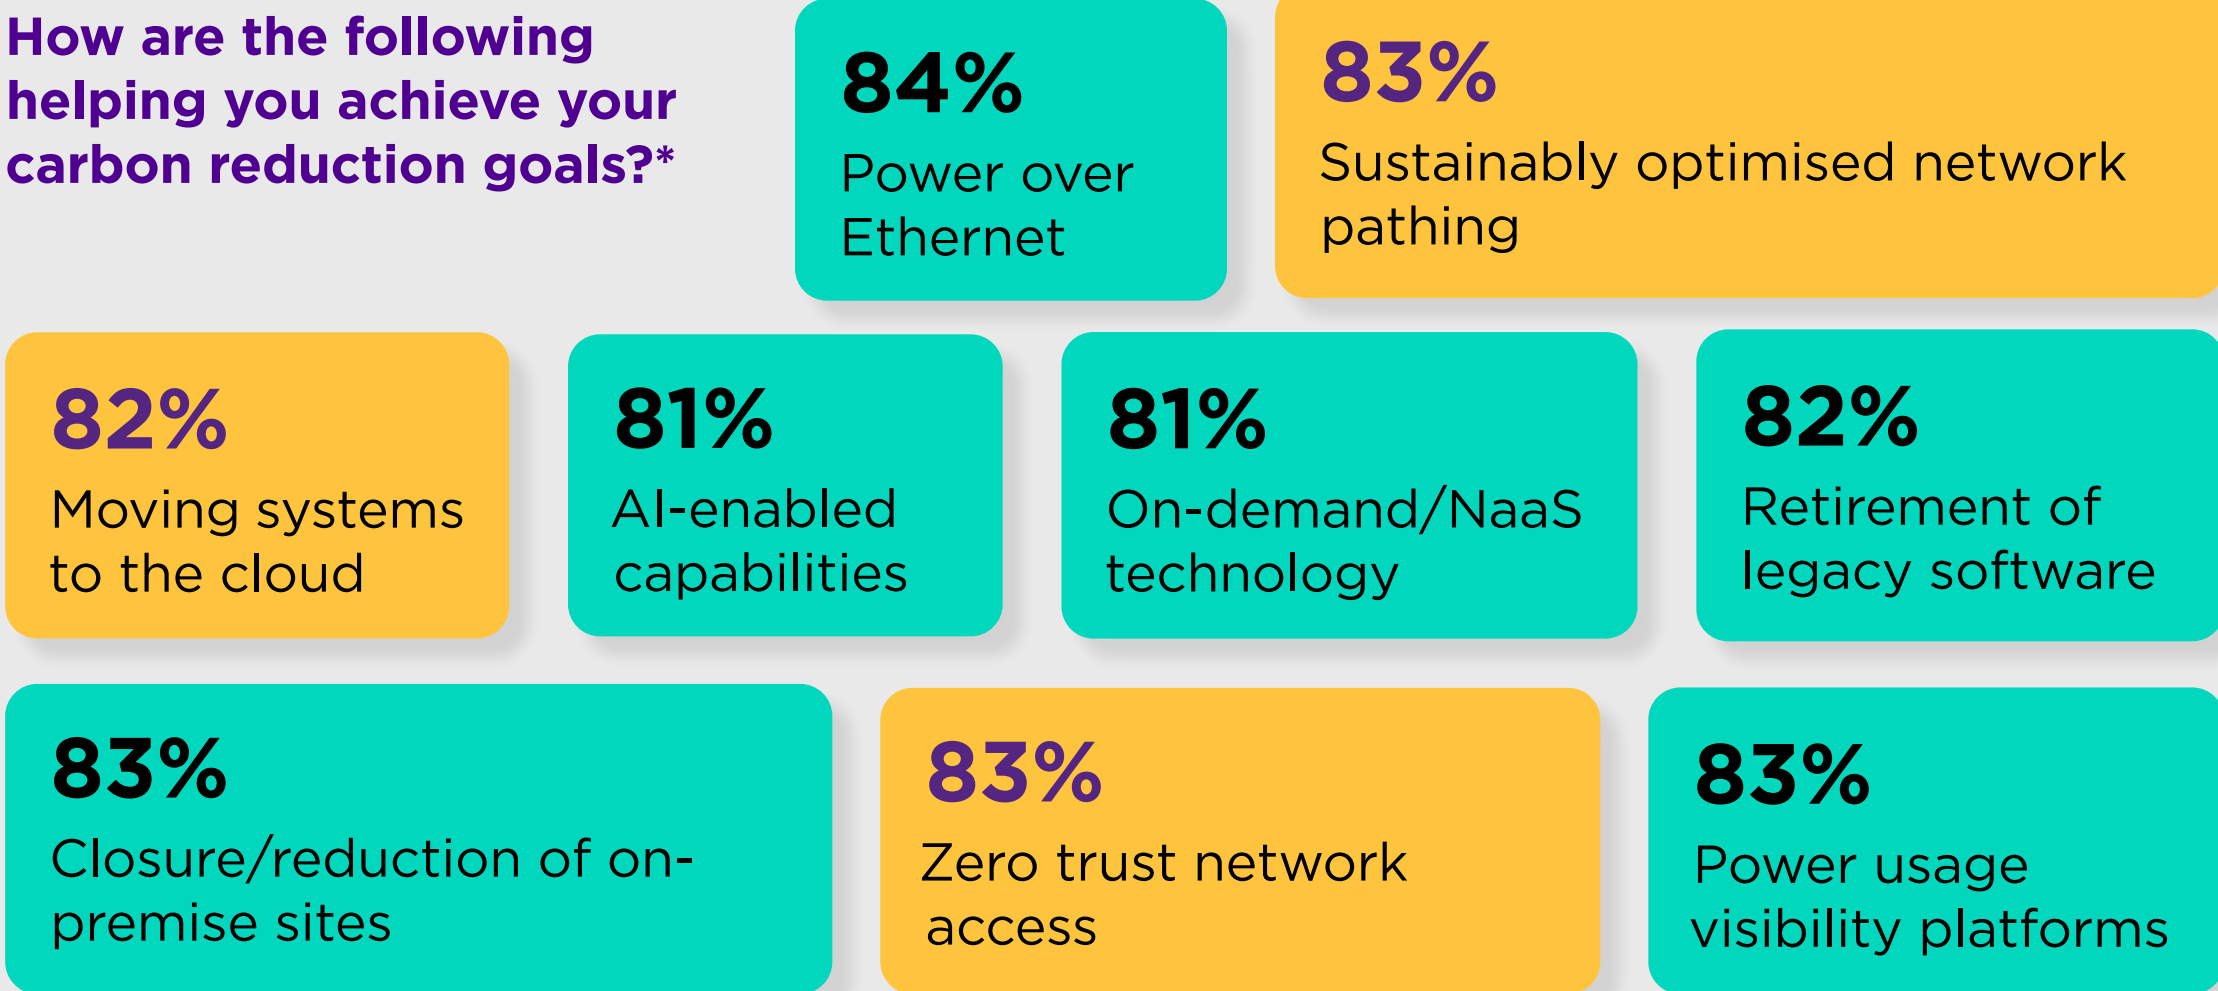 How are the following
helping you achieve your
carbon reduction goals?*
84%
Power over
Ethernet
83%
Sustainably optimised network
pathing
82%
Moving systems
to the cloud
81%
AI-enabled
capabilities
81%
On-demand/NaaS
technology
82%
Retirement of
legacy software
83%
Closure/reduction of on-
premise sites
83%
Zero trust network
access
83%
Power usage
visibility platforms